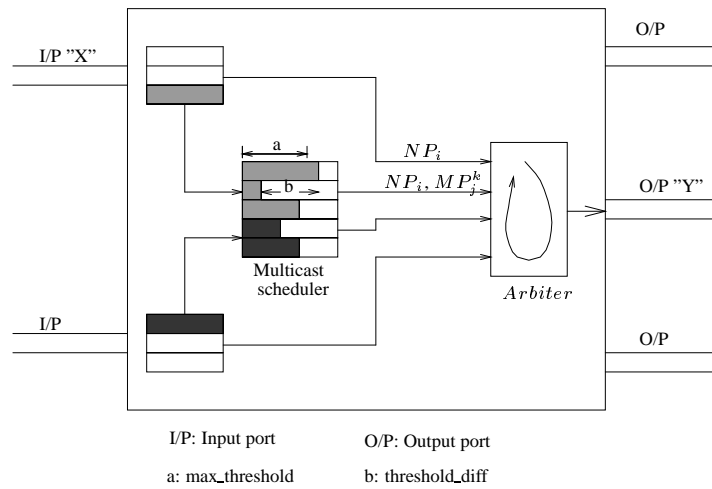 O/P
I/P "X"
a
NP_i
b
NP_i, MP_j^k
O/P "Y"
Multicast
scheduler
Arbiter
I/P
O/P
I/P: Input port
O/P: Output port
a: max_threshold
b: threshold_diff